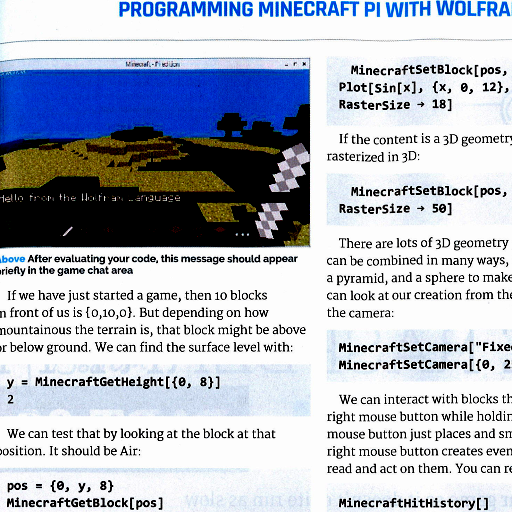 PROGRAMMING MINECRAFT PI WITH WOLFRA
Minecraft - Pi edition
Hello from the Wolfram Language
Above After evaluating your code, this message should appear
briefly in the game chat area
If we have just started a game, then 10 blocks
in front of us is {0,10,0}. But depending on how
mountainous the terrain is, that block might be above
or below ground. We can find the surface level with:
y = MinecraftGetHeight[{0, 8}]
2
We can test that by looking at the block at that
position. It should be Air:
pos = {0, y, 8}
MinecraftGetBlock[pos]
MinecraftSetBlock[pos,
Plot[Sin[x], {x, 0, 12},
RasterSize → 18]
If the content is a 3D geometry
rasterized in 3D:
MinecraftSetBlock[pos,
RasterSize → 50]
There are lots of 3D geometry
can be combined in many ways,
a pyramid, and a sphere to make
can look at our creation from the
the camera:
MinecraftSetCamera["Fixed
MinecraftSetCamera[{0, 2
We can interact with blocks th
right mouse button while holdin
mouse button just places and sm
right mouse button creates even
read and act on them. You can re
MinecraftHitHistory[]